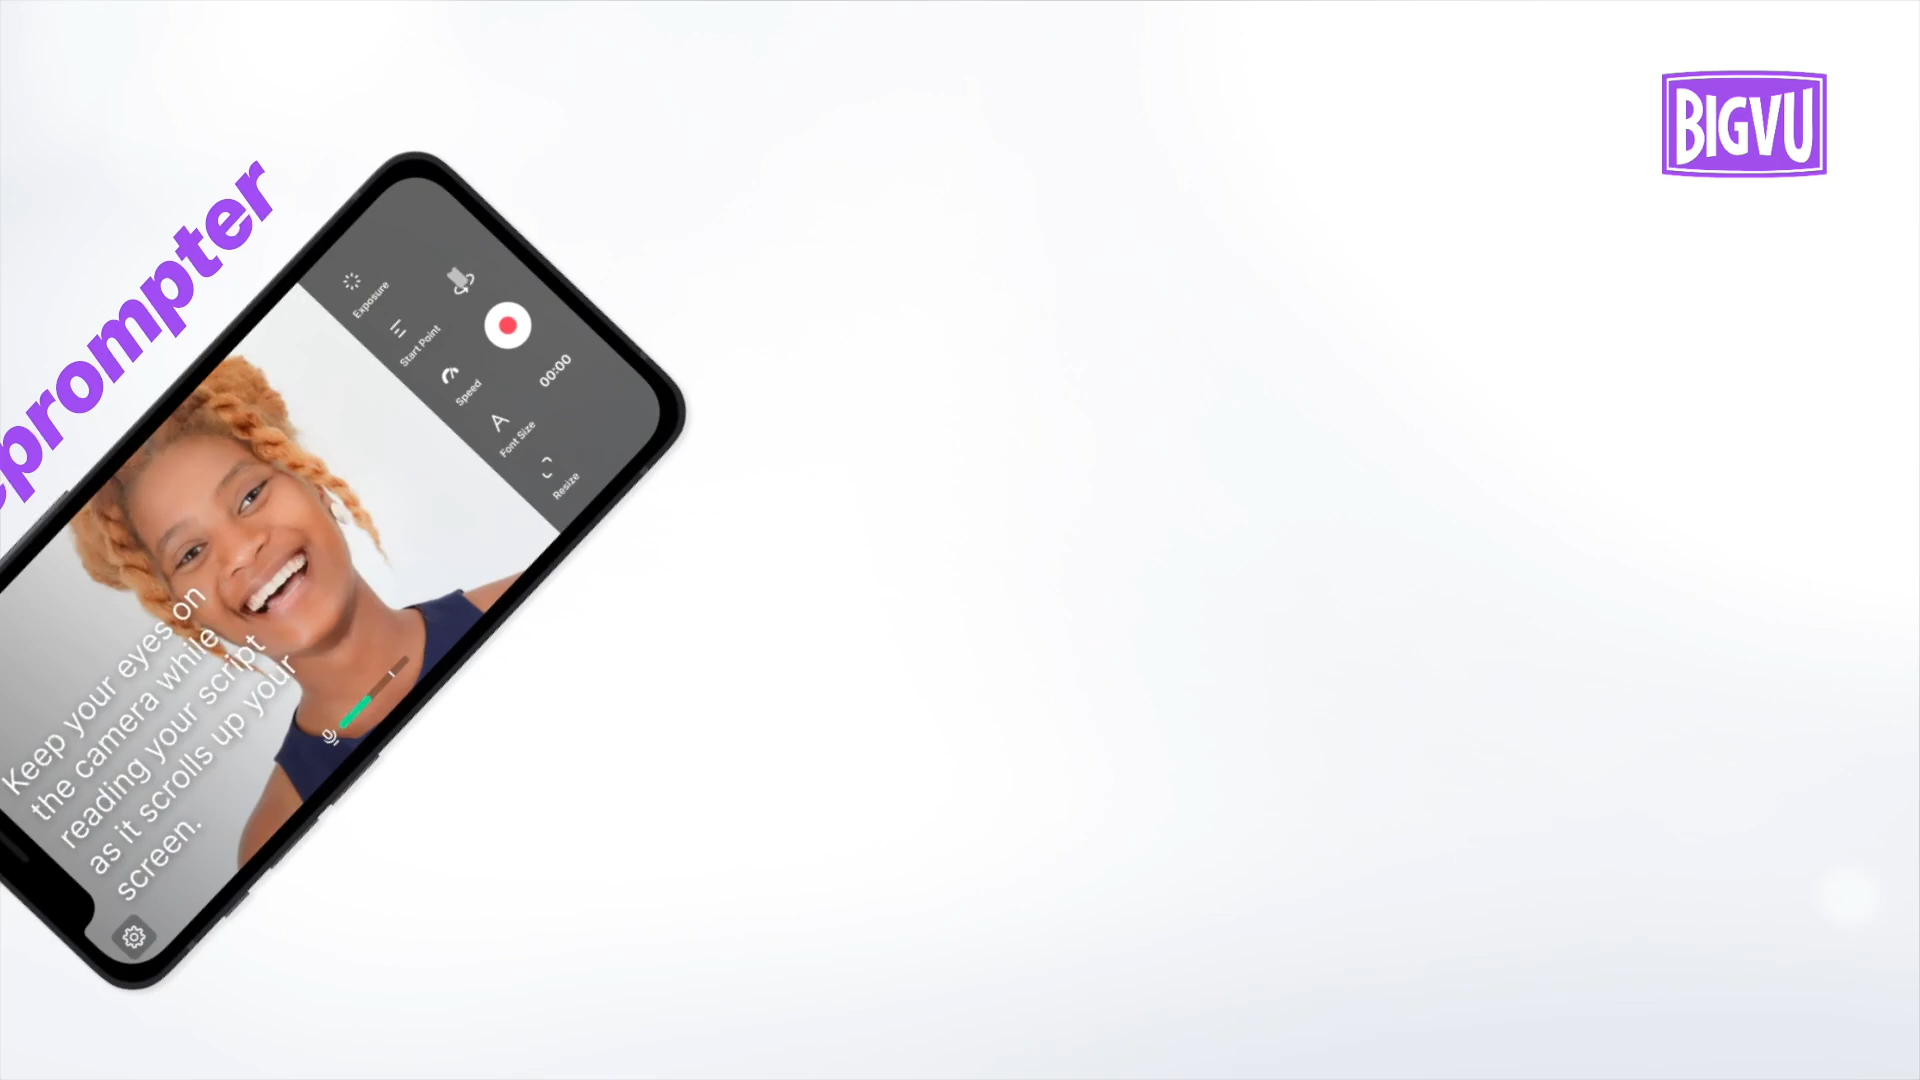 BIGVU
eprompter
Exposure
Start Point
Speed
Font Size
Resize
00:00
Keep your eyes on
the camera while
reading your script
as it scrolls up your
screen.